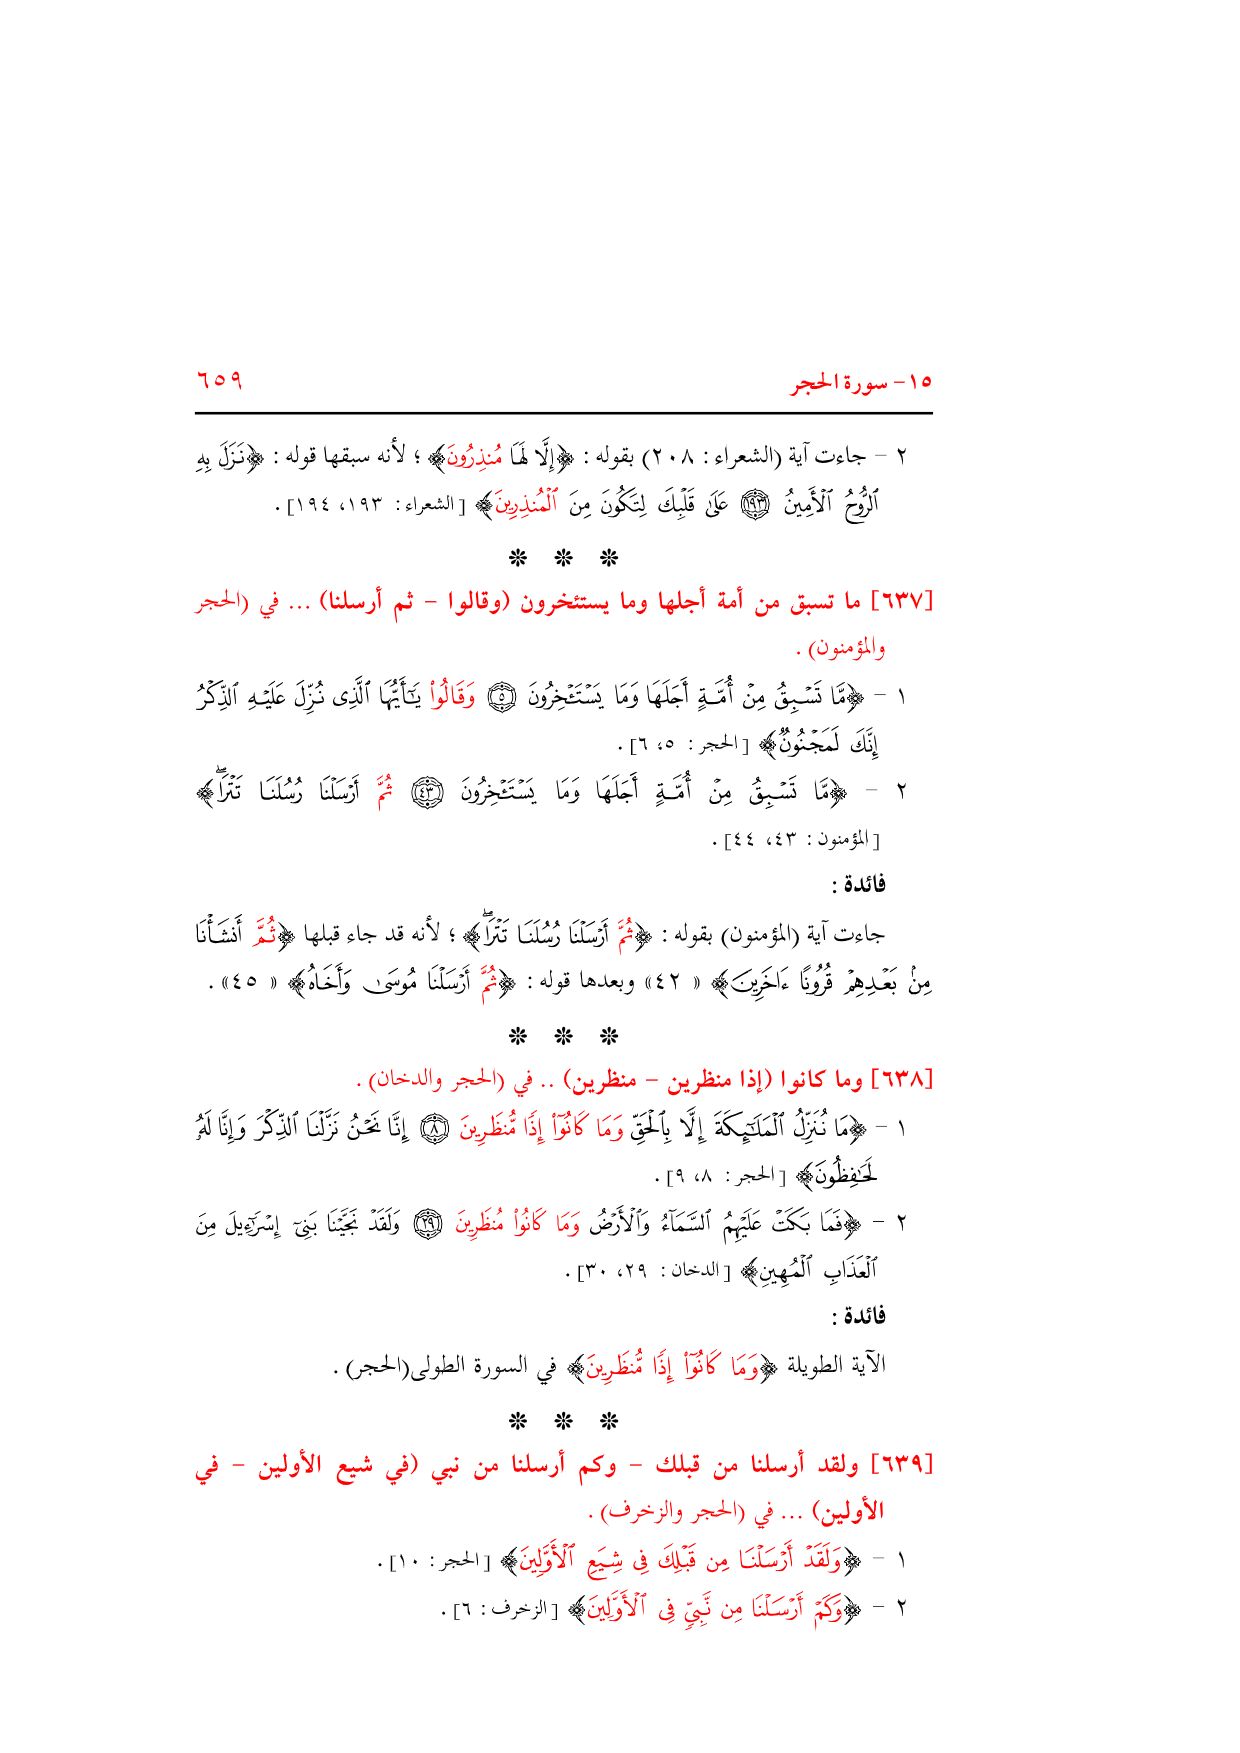 ١٥- سورة الحجر ٦٥٩
٢ – جاءت آية (الشعراء : ٢٠٨) بقوله : ﴿إِلَّا لَهَا مُنذِرُونَ﴾ ؛ لأنه سبقها قوله : ﴿نَزَلَ بِهِ
ٱلرُّوحُ ٱلْأَمِينُ ١٩٣ عَلَىٰ قَلْبِكَ لِتَكُونَ مِنَ ٱلْمُنذِرِينَ﴾ [الشعراء : ١٩٣، ١٩٤] .
❊ ❊ ❊
[٦٣٧] ما تسبق من أمة أجلها وما يستئخرون (وقالوا – ثم أرسلنا) ... في (الحجر
والمؤمنون) .
١ – ﴿مَّا تَسْبِقُ مِنْ أُمَّةٍ أَجَلَهَا وَمَا يَسْتَـْٔخِرُونَ ٥ وَقَالُوا۟ يَـٰٓأَيُّهَا ٱلَّذِى نُزِّلَ عَلَيْهِ ٱلذِّكْرُ
إِنَّكَ لَمَجْنُونٌ﴾ [الحجر : ٥، ٦] .
٢ – ﴿مَّا تَسْبِقُ مِنْ أُمَّةٍ أَجَلَهَا وَمَا يَسْتَـْٔخِرُونَ ٤٣ ثُمَّ أَرْسَلْنَا رُسُلَنَا تَتْرَاۖ﴾
[المؤمنون : ٤٣، ٤٤] .
فائدة :
جاءت آية (المؤمنون) بقوله : ﴿ثُمَّ أَرْسَلْنَا رُسُلَنَا تَتْرَاۖ﴾ ؛ لأنه قد جاء قبلها ﴿ثُمَّ أَنشَأْنَا
مِنۢ بَعْدِهِمْ قُرُونًا ءَاخَرِينَ﴾ «٤٢» وبعدها قوله : ﴿ثُمَّ أَرْسَلْنَا مُوسَىٰ وَأَخَاهُ﴾ «٤٥» .
❊ ❊ ❊
[٦٣٨] وما كانوا (إذا منظرين – منظرين) .. في (الحجر والدخان) .
١ – ﴿مَا نُنَزِّلُ ٱلْمَلَـٰٓئِكَةَ إِلَّا بِٱلْحَقِّ وَمَا كَانُوٓا۟ إِذًا مُّنظَرِينَ ٨ إِنَّا نَحْنُ نَزَّلْنَا ٱلذِّكْرَ وَإِنَّا لَهُۥ
لَحَـٰفِظُونَ﴾ [الحجر : ٨، ٩] .
٢ – ﴿فَمَا بَكَتْ عَلَيْهِمُ ٱلسَّمَآءُ وَٱلْأَرْضُ وَمَا كَانُوا۟ مُنظَرِينَ ٢٩ وَلَقَدْ نَجَّيْنَا بَنِىٓ إِسْرَٰٓءِيلَ مِنَ
ٱلْعَذَابِ ٱلْمُهِينِ﴾ [الدخان : ٢٩، ٣٠] .
فائدة :
الآية الطويلة ﴿وَمَا كَانُوٓا۟ إِذًا مُّنظَرِينَ﴾ في السورة الطولى(الحجر) .
❊ ❊ ❊
[٦٣٩] ولقد أرسلنا من قبلك – وكم أرسلنا من نبي (في شيع الأولين – في
الأولين) ... في (الحجر والزخرف) .
١ – ﴿وَلَقَدْ أَرْسَلْنَا مِن قَبْلِكَ فِى شِيَعِ ٱلْأَوَّلِينَ﴾ [الحجر : ١٠] .
٢ – ﴿وَكَمْ أَرْسَلْنَا مِن نَّبِىٍّ فِى ٱلْأَوَّلِينَ﴾ [الزخرف : ٦] .